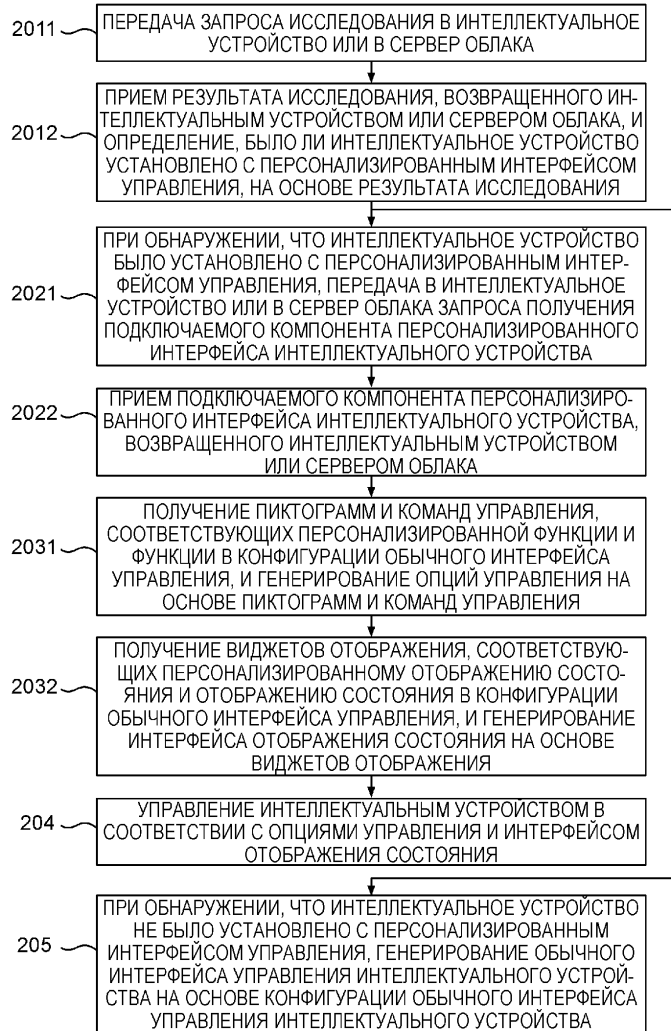 2011
ПЕРЕДАЧА ЗАПРОСА ИССЛЕДОВАНИЯ В ИНТЕЛЛЕКТУАЛЬНОЕ
УСТРОЙСТВО ИЛИ В СЕРВЕР ОБЛАКА
2012
ПРИЕМ РЕЗУЛЬТАТА ИССЛЕДОВАНИЯ, ВОЗВРАЩЕННОГО ИН-
ТЕЛЛЕКТУАЛЬНЫМ УСТРОЙСТВОМ ИЛИ СЕРВЕРОМ ОБЛАКА, И
ОПРЕДЕЛЕНИЕ, БЫЛО ЛИ ИНТЕЛЛЕКТУАЛЬНОЕ УСТРОЙСТВО
УСТАНОВЛЕНО С ПЕРСОНАЛИЗИРОВАННЫМ ИНТЕРФЕЙСОМ
УПРАВЛЕНИЯ, НА ОСНОВЕ РЕЗУЛЬТАТА ИССЛЕДОВАНИЯ
2021
ПРИ ОБНАРУЖЕНИИ, ЧТО ИНТЕЛЛЕКТУАЛЬНОЕ УСТРОЙСТВО
БЫЛО УСТАНОВЛЕНО С ПЕРСОНАЛИЗИРОВАННЫМ ИНТЕР-
ФЕЙСОМ УПРАВЛЕНИЯ, ПЕРЕДАЧА В ИНТЕЛЛЕКТУАЛЬНОЕ
УСТРОЙСТВО ИЛИ В СЕРВЕР ОБЛАКА ЗАПРОСА ПОЛУЧЕНИЯ
ПОДКЛЮЧАЕМОГО КОМПОНЕНТА ПЕРСОНАЛИЗИРОВАННОГО
ИНТЕРФЕЙСА ИНТЕЛЛЕКТУАЛЬНОГО УСТРОЙСТВА
2022
ПРИЕМ ПОДКЛЮЧАЕМОГО КОМПОНЕНТА ПЕРСОНАЛИЗИРО-
ВАННОГО ИНТЕРФЕЙСА ИНТЕЛЛЕКТУАЛЬНОГО УСТРОЙСТВА,
ВОЗВРАЩЕННОГО ИНТЕЛЛЕКТУАЛЬНЫМ УСТРОЙСТВОМ
ИЛИ СЕРВЕРОМ ОБЛАКА
2031
ПОЛУЧЕНИЕ ПИКТОГРАММ И КОМАНД УПРАВЛЕНИЯ,
СООТВЕТСТВУЮЩИХ ПЕРСОНАЛИЗИРОВАННОЙ ФУНКЦИИ И
ФУНКЦИИ В КОНФИГУРАЦИИ ОБЫЧНОГО ИНТЕРФЕЙСА
УПРАВЛЕНИЯ, И ГЕНЕРИРОВАНИЕ ОПЦИЙ УПРАВЛЕНИЯ НА
ОСНОВЕ ПИКТОГРАММ И КОМАНД УПРАВЛЕНИЯ
2032
ПОЛУЧЕНИЕ ВИДЖЕТОВ ОТОБРАЖЕНИЯ, СООТВЕТСТВУЮ-
ЩИХ ПЕРСОНАЛИЗИРОВАННОМУ ОТОБРАЖЕНИЮ СОСТО-
ЯНИЯ И ОТОБРАЖЕНИЮ СОСТОЯНИЯ В КОНФИГУРАЦИИ
ОБЫЧНОГО ИНТЕРФЕЙСА УПРАВЛЕНИЯ, И ГЕНЕРИРОВАНИЕ
ИНТЕРФЕЙСА ОТОБРАЖЕНИЯ СОСТОЯНИЯ НА ОСНОВЕ
ВИДЖЕТОВ ОТОБРАЖЕНИЯ
204
УПРАВЛЕНИЕ ИНТЕЛЛЕКТУАЛЬНЫМ УСТРОЙСТВОМ В
СООТВЕТСТВИИ С ОПЦИЯМИ УПРАВЛЕНИЯ И ИНТЕРФЕЙСОМ
ОТОБРАЖЕНИЯ СОСТОЯНИЯ
205
ПРИ ОБНАРУЖЕНИИ, ЧТО ИНТЕЛЛЕКТУАЛЬНОЕ УСТРОЙСТВО
НЕ БЫЛО УСТАНОВЛЕНО С ПЕРСОНАЛИЗИРОВАННЫМ
ИНТЕРФЕЙСОМ УПРАВЛЕНИЯ, ГЕНЕРИРОВАНИЕ ОБЫЧНОГО
ИНТЕРФЕЙСА УПРАВЛЕНИЯ ИНТЕЛЛЕКТУАЛЬНОГО УСТРОЙ-
СТВА НА ОСНОВЕ КОНФИГУРАЦИИ ОБЫЧНОГО ИНТЕРФЕЙСА
УПРАВЛЕНИЯ ИНТЕЛЛЕКТУАЛЬНОГО УСТРОЙСТВА